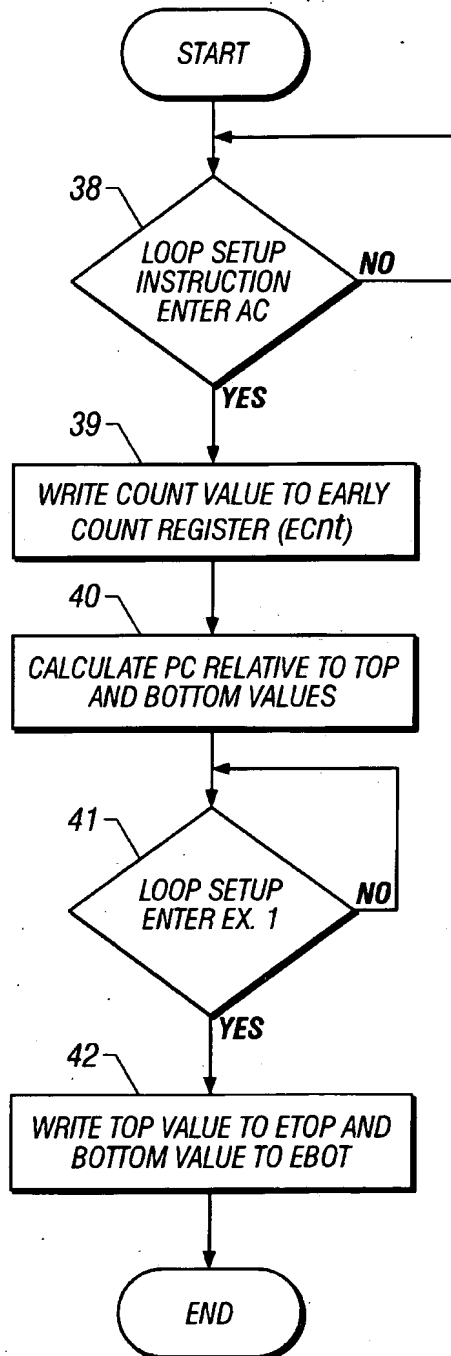 START
38
LOOP SETUP
INSTRUCTION
ENTER AC
NO
YES
39
WRITE COUNT VALUE TO EARLY
COUNT REGISTER (ECnt)
40
CALCULATE PC RELATIVE TO TOP
AND BOTTOM VALUES
41
LOOP SETUP
ENTER EX. 1
NO
YES
42
WRITE TOP VALUE TO ETOP AND
BOTTOM VALUE TO EBOT
END